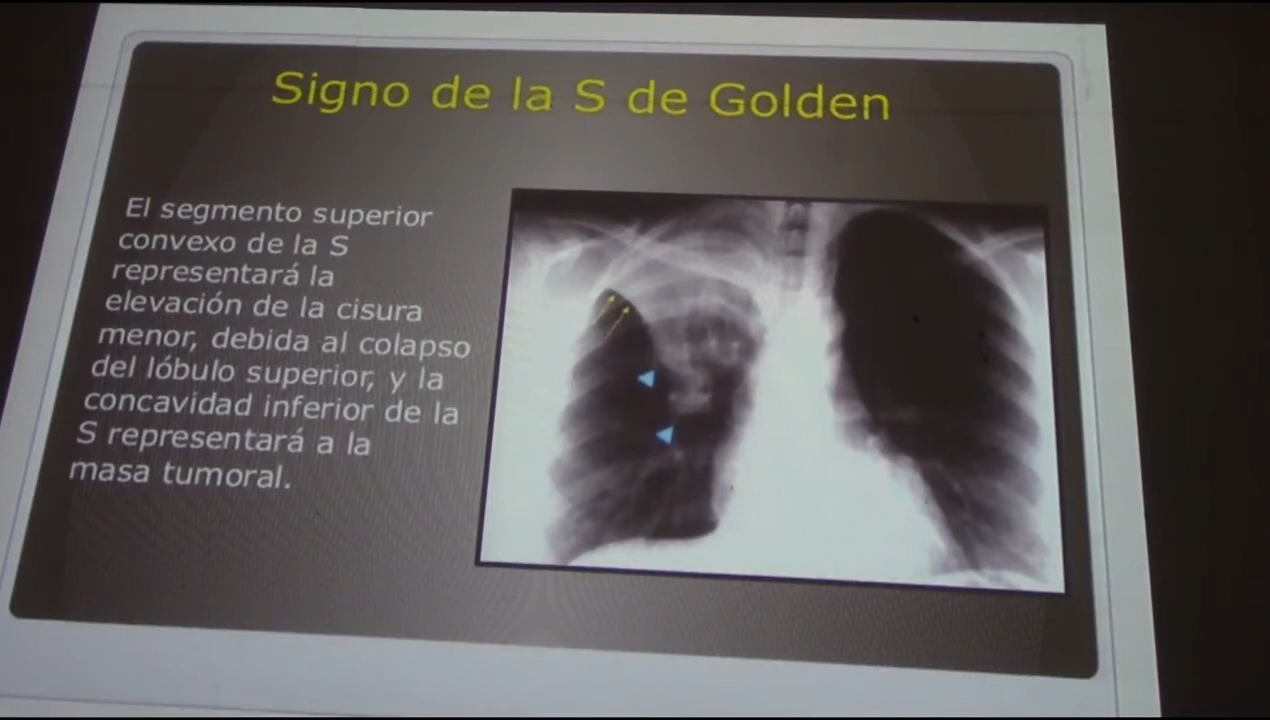 Signo de la S de Golden
El segmento superior
convexo de la S
representará la
elevación de la cisura
menor, debida al colapso
del lóbulo superior, y la
concavidad inferior de la
S representará a la
masa tumoral.